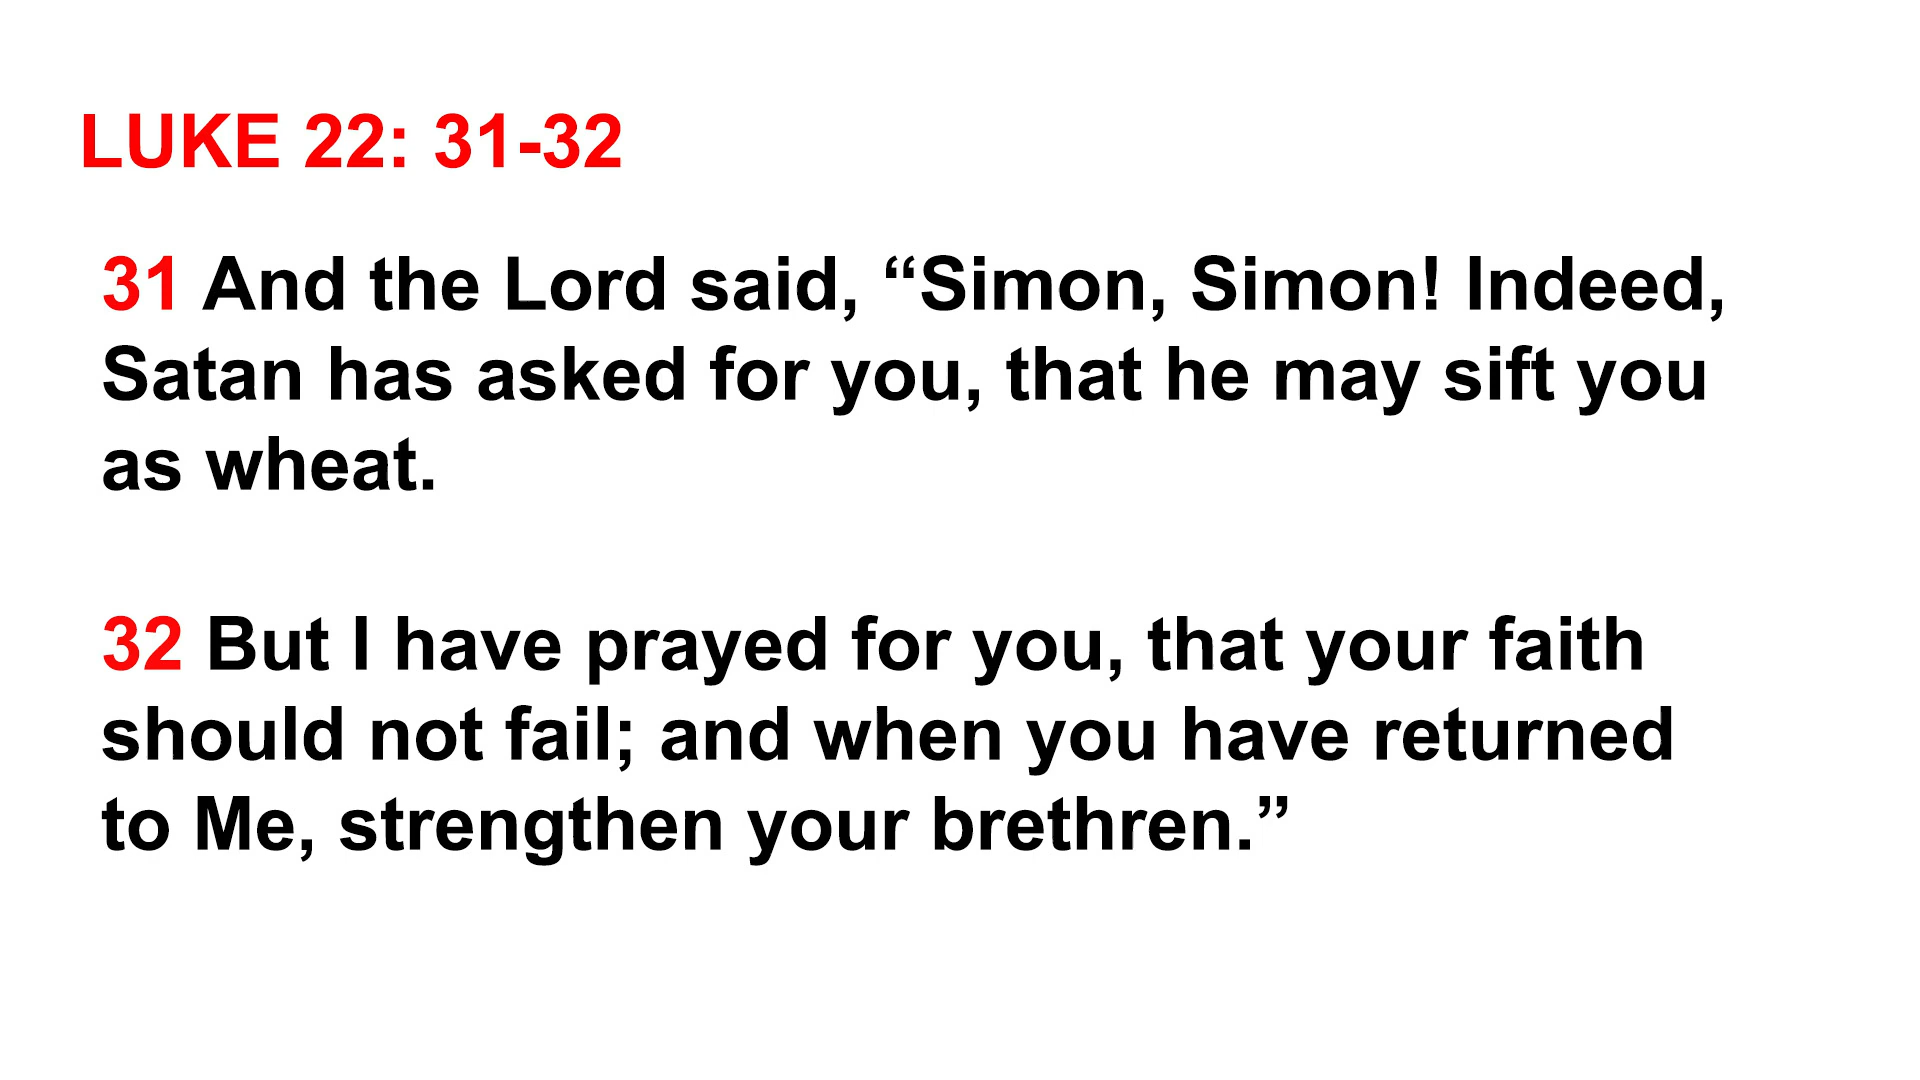 LUKE 22: 31-32
31 And the Lord said, “Simon, Simon! Indeed,
Satan has asked for you, that he may sift you
as wheat.
32 But I have prayed for you, that your faith
should not fail; and when you have returned
to Me, strengthen your brethren.”